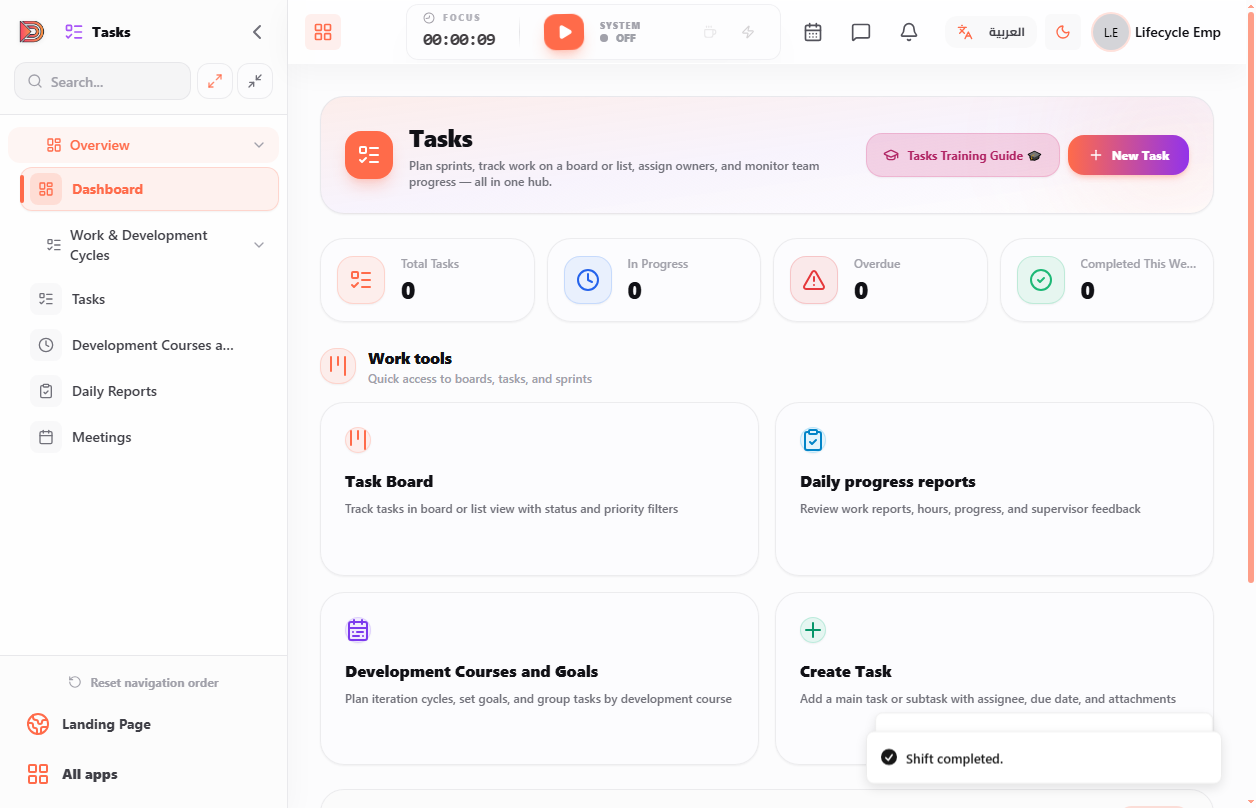 Tasks
Search...
Overview
Dashboard
Work & Development
Cycles
Tasks
Development Courses a...
Daily Reports
Meetings
Reset navigation order
Landing Page
All apps
FOCUS
00:00:09
SYSTEM
OFF
العربية
L.E
Lifecycle Emp
Tasks
Plan sprints, track work on a board or list, assign owners, and monitor team
progress — all in one hub.
Tasks Training Guide 🎓
New Task
Total Tasks
0
In Progress
0
Overdue
0
Completed This We...
0
Work tools
Quick access to boards, tasks, and sprints
Task Board
Track tasks in board or list view with status and priority filters
Daily progress reports
Review work reports, hours, progress, and supervisor feedback
Development Courses and Goals
Plan iteration cycles, set goals, and group tasks by development course
Create Task
Add a main task or subtask with assignee, due date, and attachments
Shift completed.